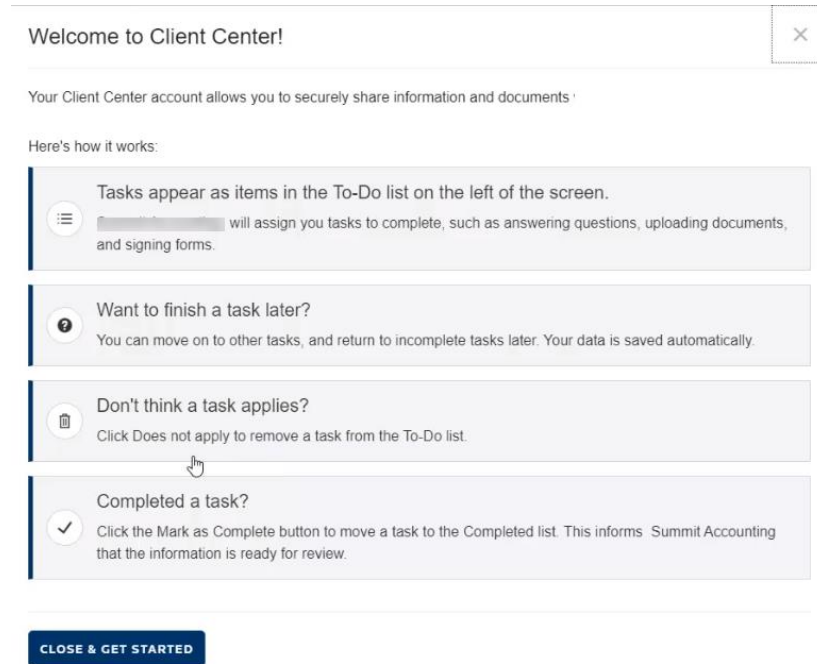 Welcome to Client Center!
Your Client Center account allows you to securely share information and documents
Here's how it works:
Tasks appear as items in the To-Do list on the left of the screen.
will assign you tasks to complete, such as answering questions, uploading documents,
and signing forms.
Want to finish a task later?
You can move on to other tasks, and return to incomplete tasks later. Your data is saved automatically.
Don't think a task applies?
Click Does not apply to remove a task from the To-Do list.
Completed a task?
Click the Mark as Complete button to move a task to the Completed list. This informs Summit Accounting
that the information is ready for review.
CLOSE & GET STARTED